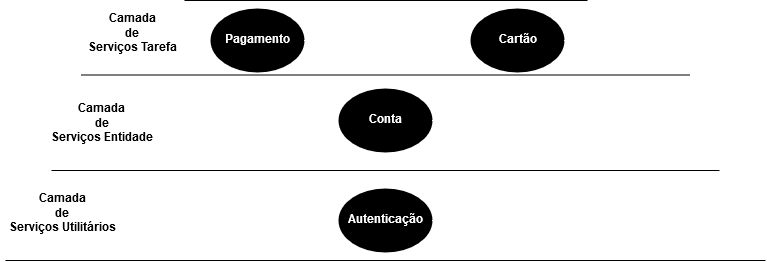 Camada
de
Serviços Tarefa
Pagamento
Cartão
Camada
de
Serviços Entidade
Conta
Camada
de
Serviços Utilitários
Autenticação